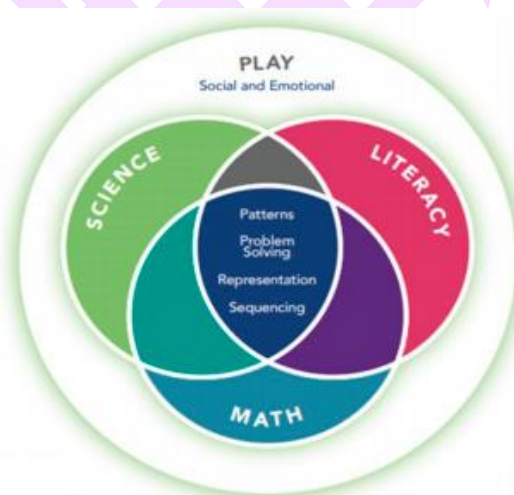 PLAY
Social and Emotional
SCIENCE
LITERACY
Patterns
Problem
Solving
Representation
Sequencing
MATH